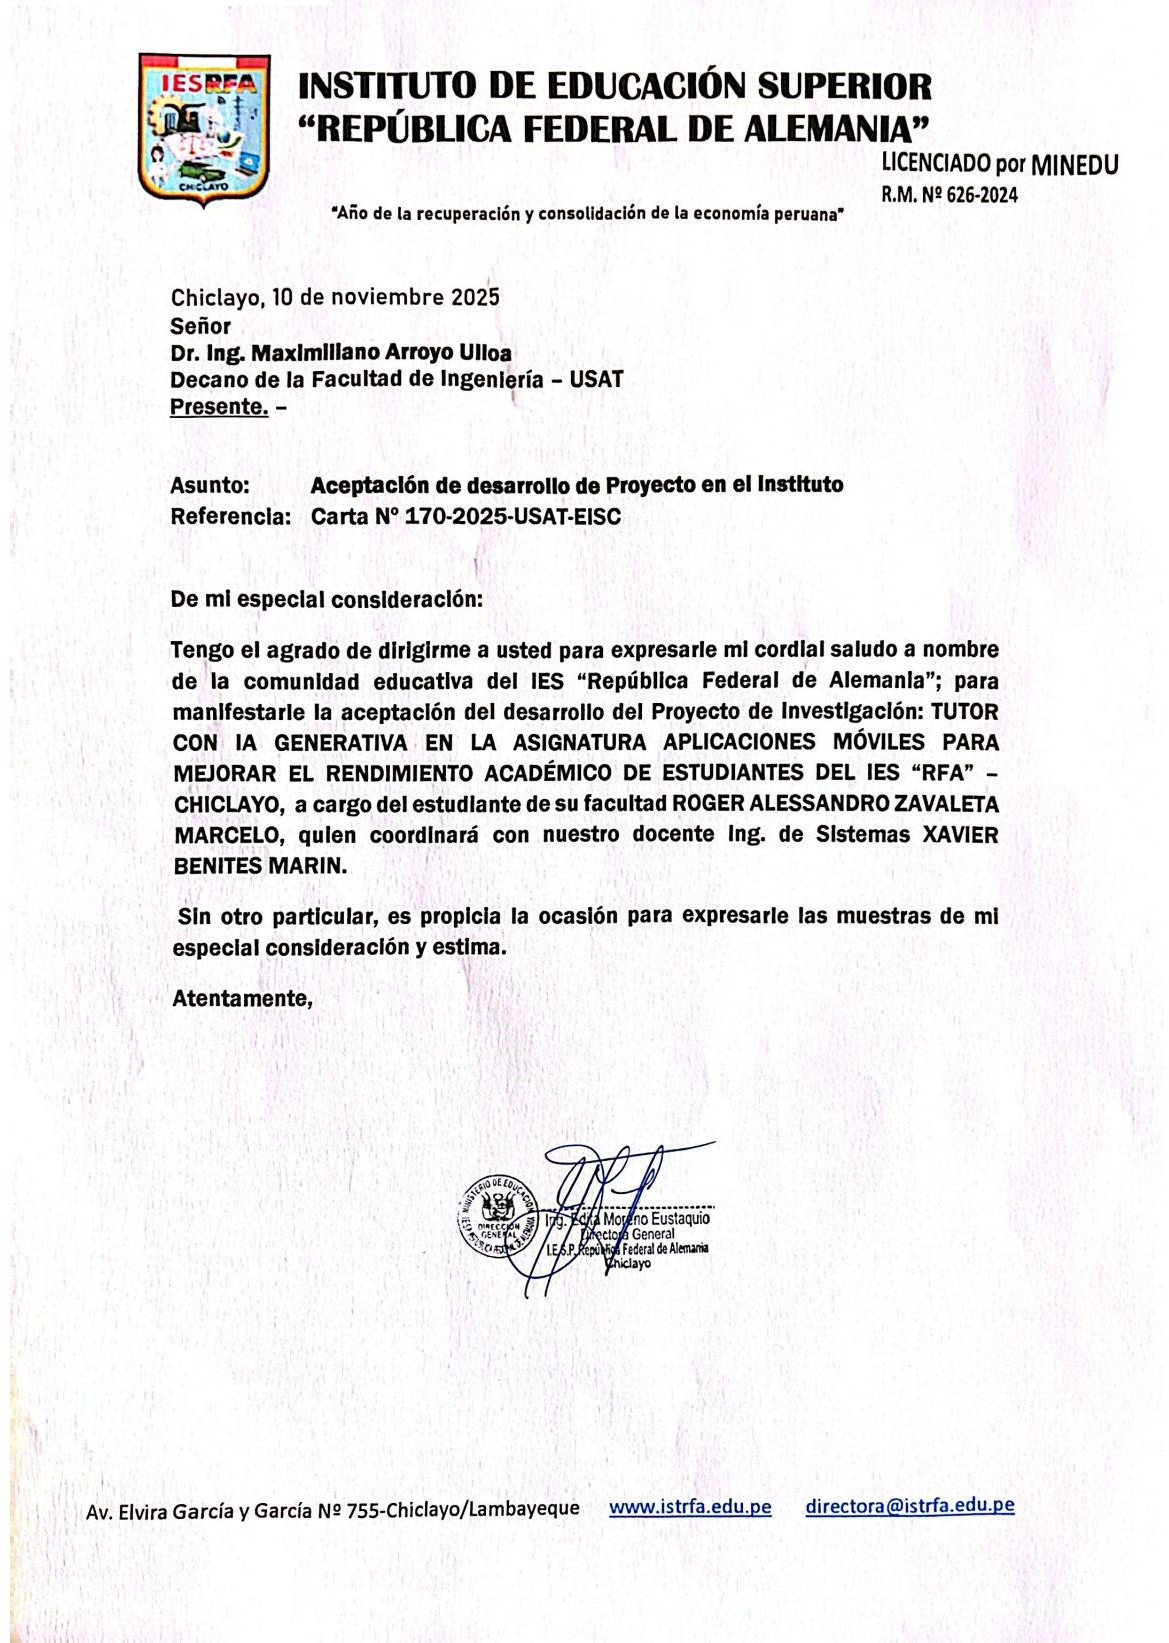 IESRFA
CHICLAYO
INSTITUTO DE EDUCACIÓN SUPERIOR
“REPÚBLICA FEDERAL DE ALEMANIA”
LICENCIADO por MINEDU
R.M. Nº 626-2024
"Año de la recuperación y consolidación de la economía peruana"
Chiclayo, 10 de noviembre 2025
Señor
Dr. Ing. Maximiliano Arroyo Ulloa
Decano de la Facultad de Ingeniería – USAT
Presente. –
Asunto: Aceptación de desarrollo de Proyecto en el Instituto
Referencia: Carta Nº 170-2025-USAT-EISC
De mi especial consideración:
Tengo el agrado de dirigirme a usted para expresarle mi cordial saludo a nombre
de la comunidad educativa del IES “República Federal de Alemania”; para
manifestarle la aceptación del desarrollo del Proyecto de Investigación: TUTOR
CON IA GENERATIVA EN LA ASIGNATURA APLICACIONES MÓVILES PARA
MEJORAR EL RENDIMIENTO ACADÉMICO DE ESTUDIANTES DEL IES “RFA” –
CHICLAYO, a cargo del estudiante de su facultad ROGER ALESSANDRO ZAVALETA
MARCELO, quien coordinará con nuestro docente Ing. de Sistemas XAVIER
BENITES MARIN.
Sin otro particular, es propicia la ocasión para expresarle las muestras de mi
especial consideración y estima.
Atentamente,
MINISTERIO DE EDUCACIÓN
DIRECCIÓN
GENERAL
Ing. Edita Moreno Eustaquio
Directora General
I.E.S.P. República Federal de Alemania
Chiclayo
Av. Elvira García y García Nº 755-Chiclayo/Lambayeque www.istrfa.edu.pe directora@istrfa.edu.pe